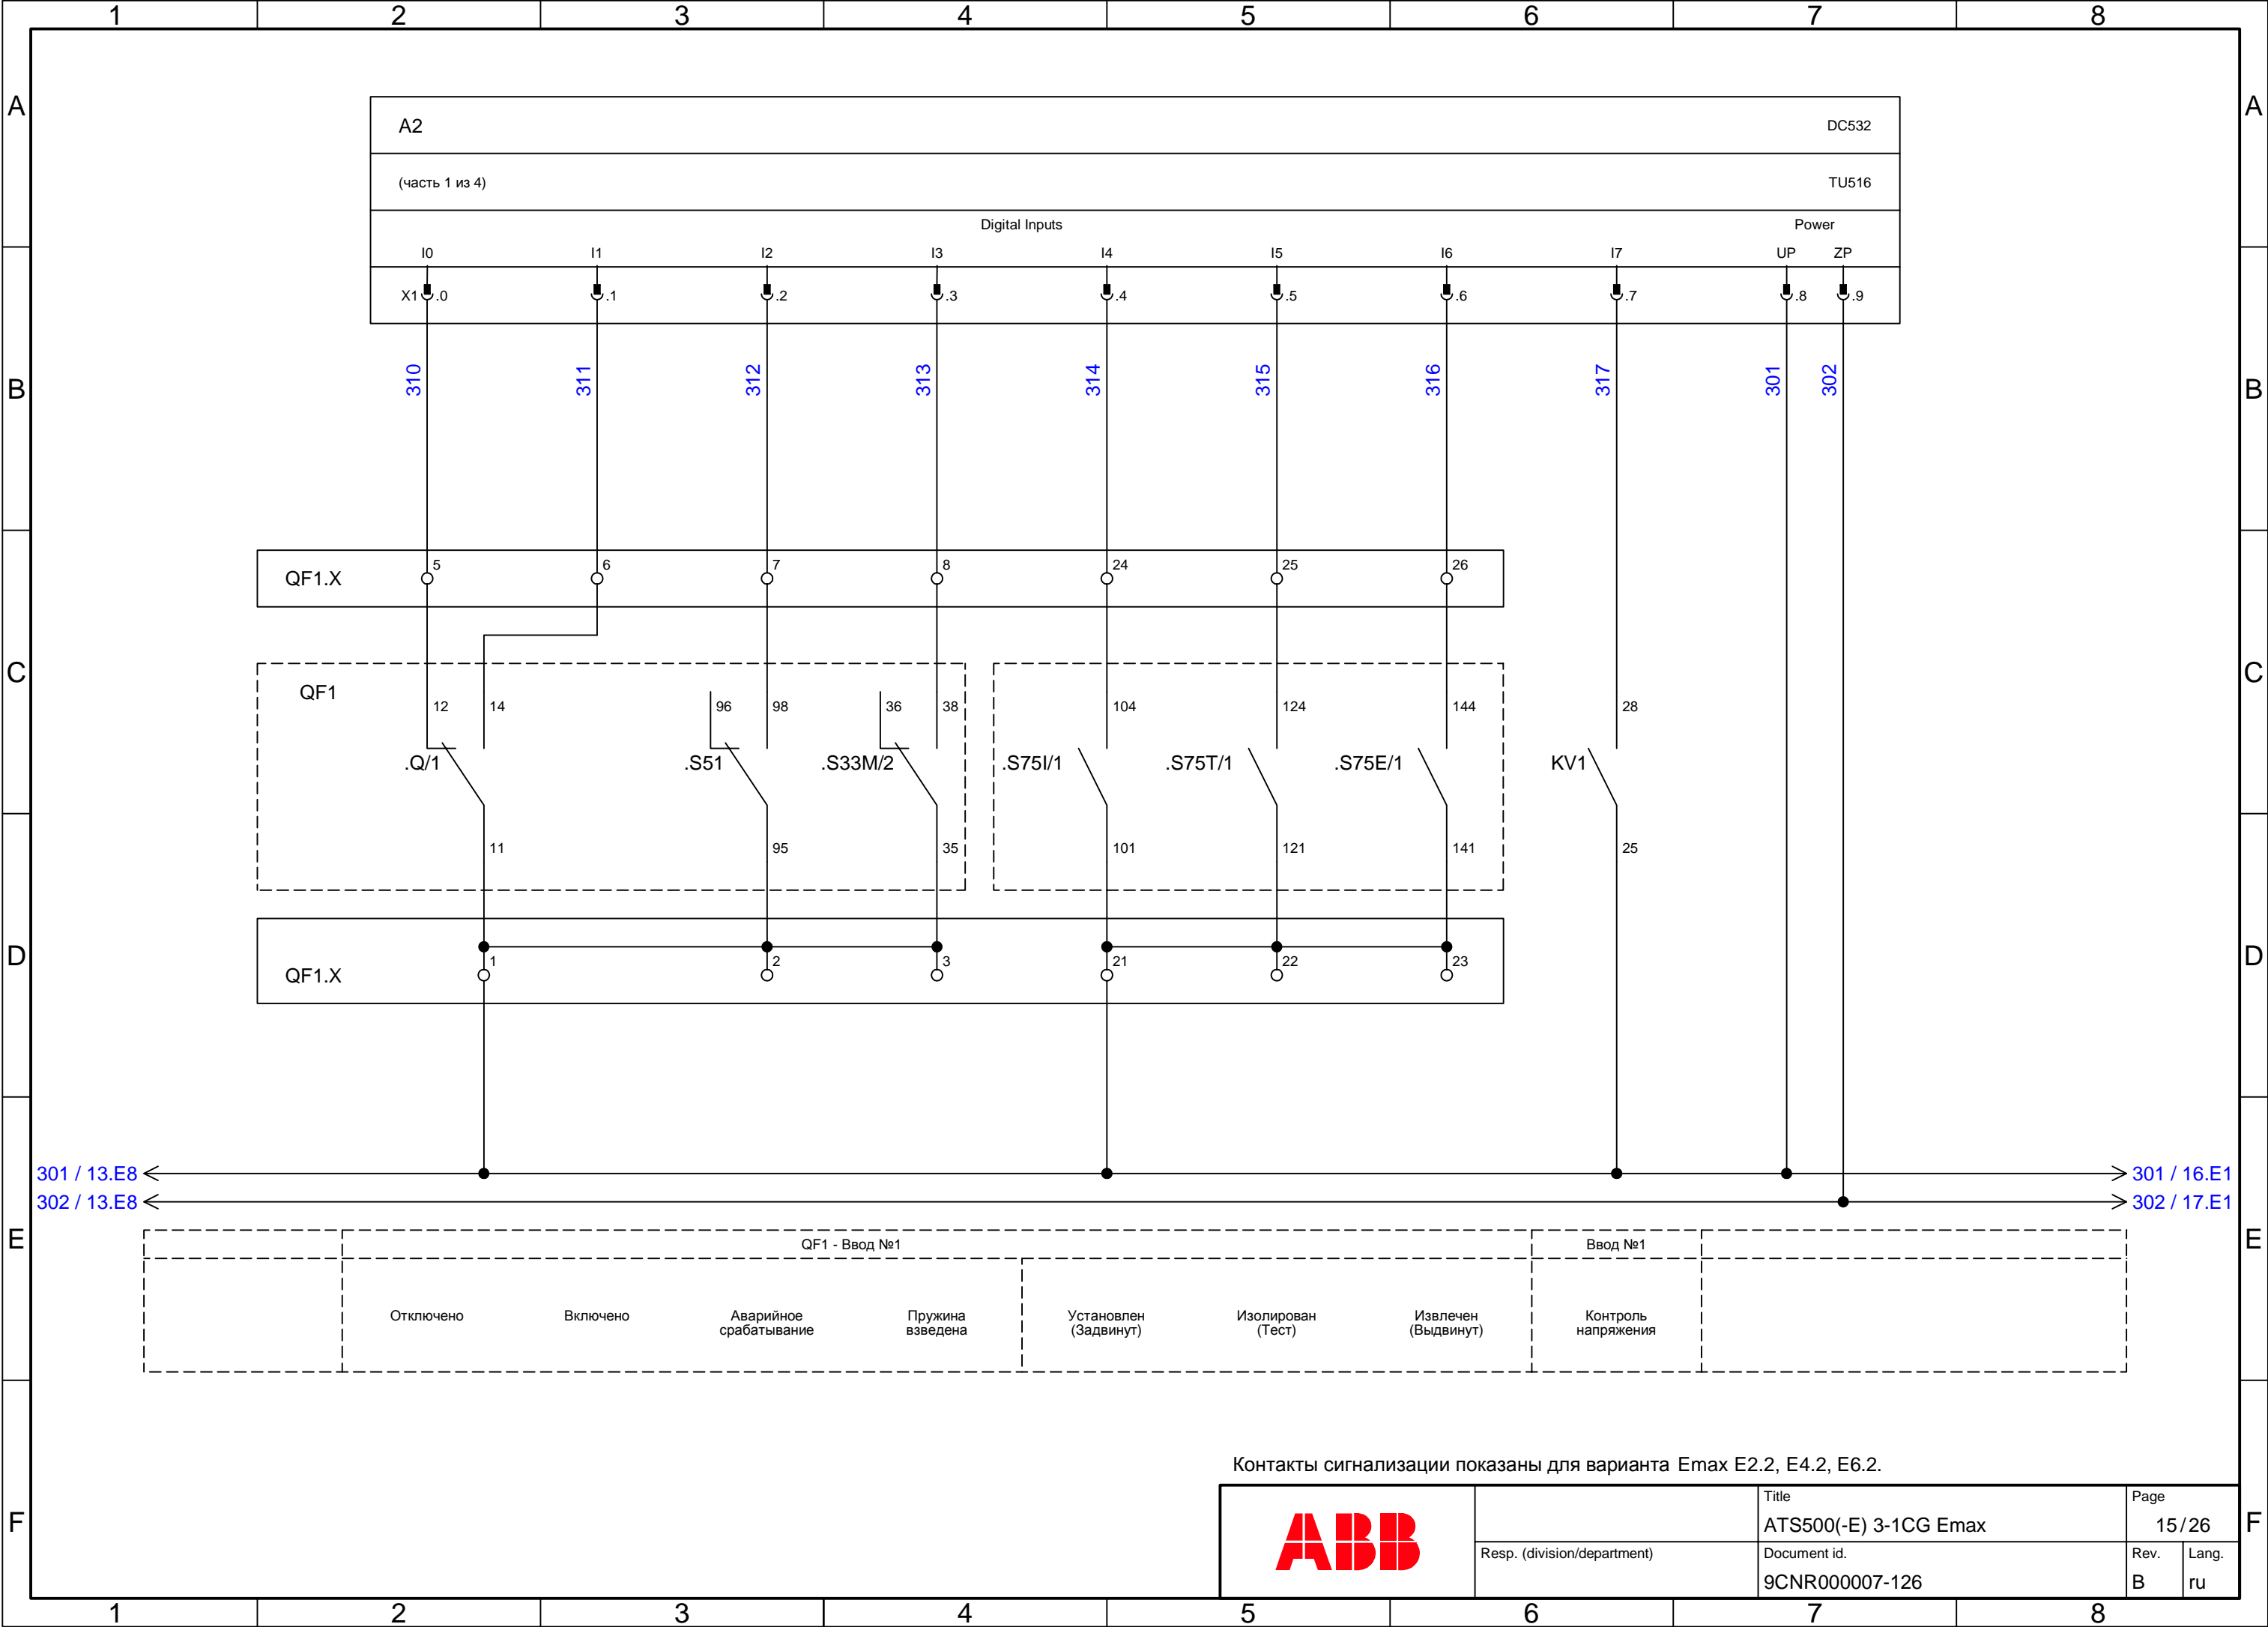 1 2 3 4 5 6 7 8
A A
A2 DC532
(часть 1 из 4) TU516
Digital Inputs Power
I0 I1 I2 I3 I4 I5 I6 I7 UP ZP
X1 .0 .1 .2 .3 .4 .5 .6 .7 .8 .9
B B
310 311 312 313 314 315 316 317 301 302
QF1.X 5 6 7 8 24 25 26
C C
QF1
12 14 96 98 36 38 104 124 144 28
.Q/1 .S51 .S33M/2 .S75I/1 .S75T/1 .S75E/1 KV1
11 95 35 101 121 141 25
D D
QF1.X 1 2 3 21 22 23
301 / 13.E8 301 / 16.E1
302 / 13.E8 302 / 17.E1
E E
QF1 - Ввод №1 Ввод №1
Отключено Включено Аварийное Пружина Установлен Изолирован Извлечен Контроль
срабатывание взведена (Задвинут) (Тест) (Выдвинут) напряжения
Контакты сигнализации показаны для варианта Emax E2.2, E4.2, E6.2.
F F
ABB
Title Page
ATS500(-E) 3-1CG Emax 15/26
Resp. (division/department) Document id. Rev. Lang.
9CNR000007-126 B ru
1 2 3 4 5 6 7 8